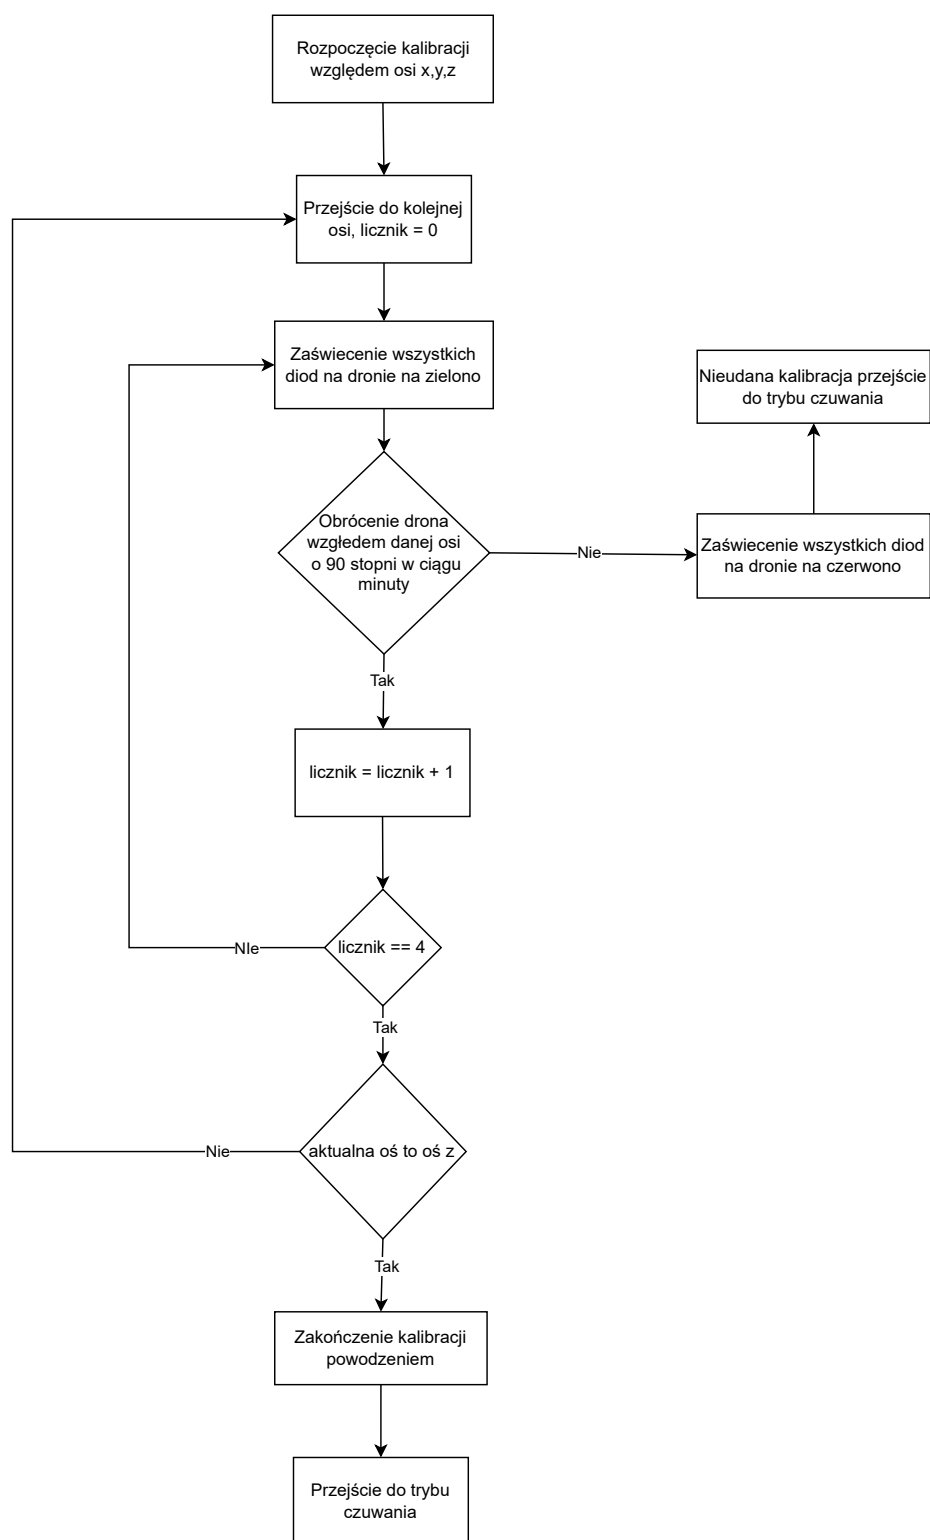 Rozpoczęcie kalibracji
względem osi x,y,z
Przejście do kolejnej
osi, licznik = 0
Zaświecenie wszystkich
diod na dronie na zielono
Nieudana kalibracja przejście
do trybu czuwania
Obrócenie drona
wzgłedem danej osi
o 90 stopni w ciągu
minuty
Nie
Zaświecenie wszystkich diod
na dronie na czerwono
Tak
licznik = licznik + 1
licznik == 4
NIe
Tak
aktualna oś to oś z
Nie
Tak
Zakończenie kalibracji
powodzeniem
Przejście do trybu
czuwania